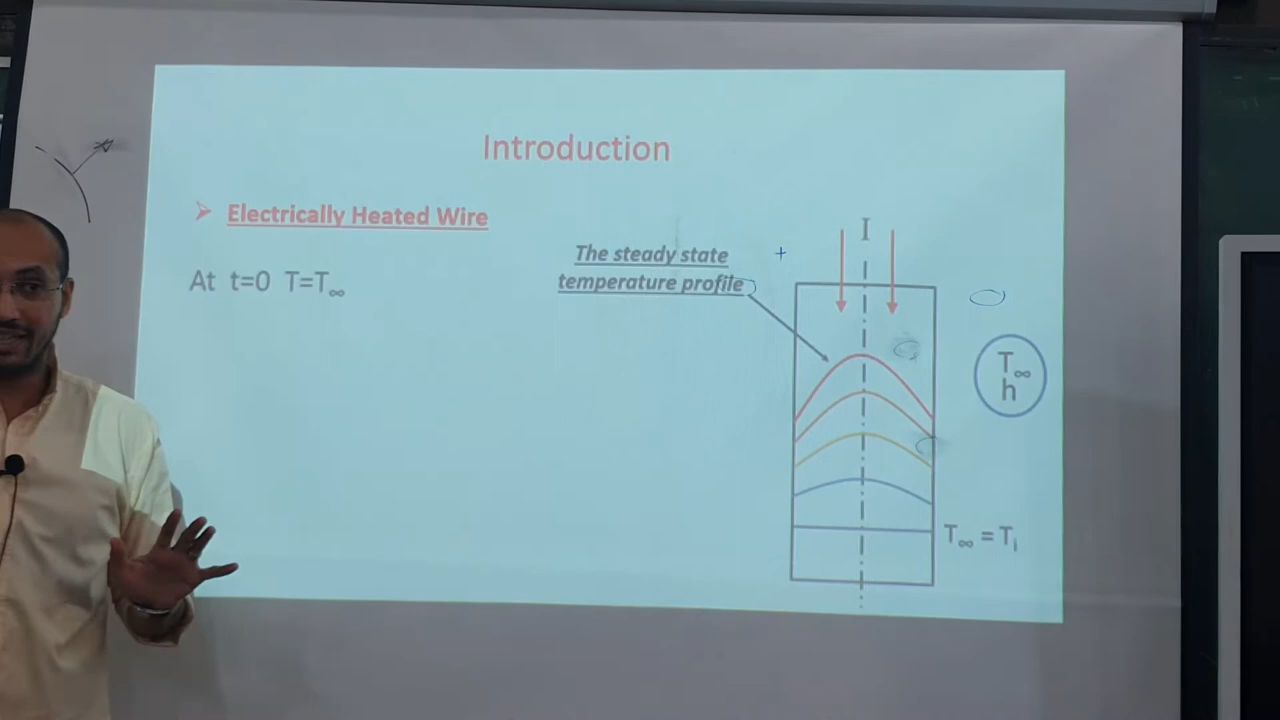 Introduction
Electrically Heated Wire
At t=0 T=T∞
The steady state
temperature profile
I
T∞
h
T∞ = Ti